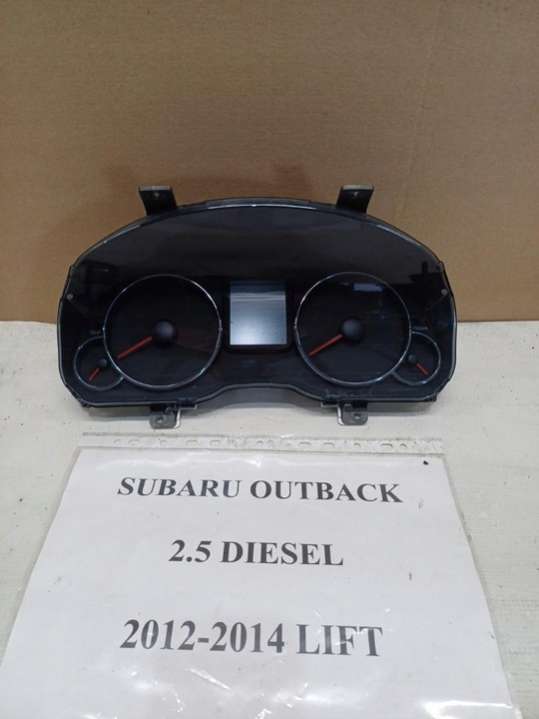 SUBARU OUTBACK
2.5 DIESEL
2012-2014 LIFT